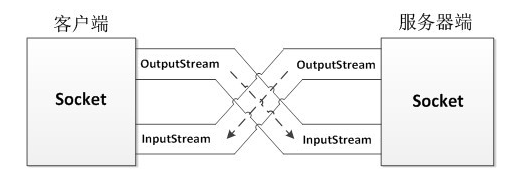 客户端 服务器端
OutputStream OutputStream
Socket Socket
InputStream InputStream